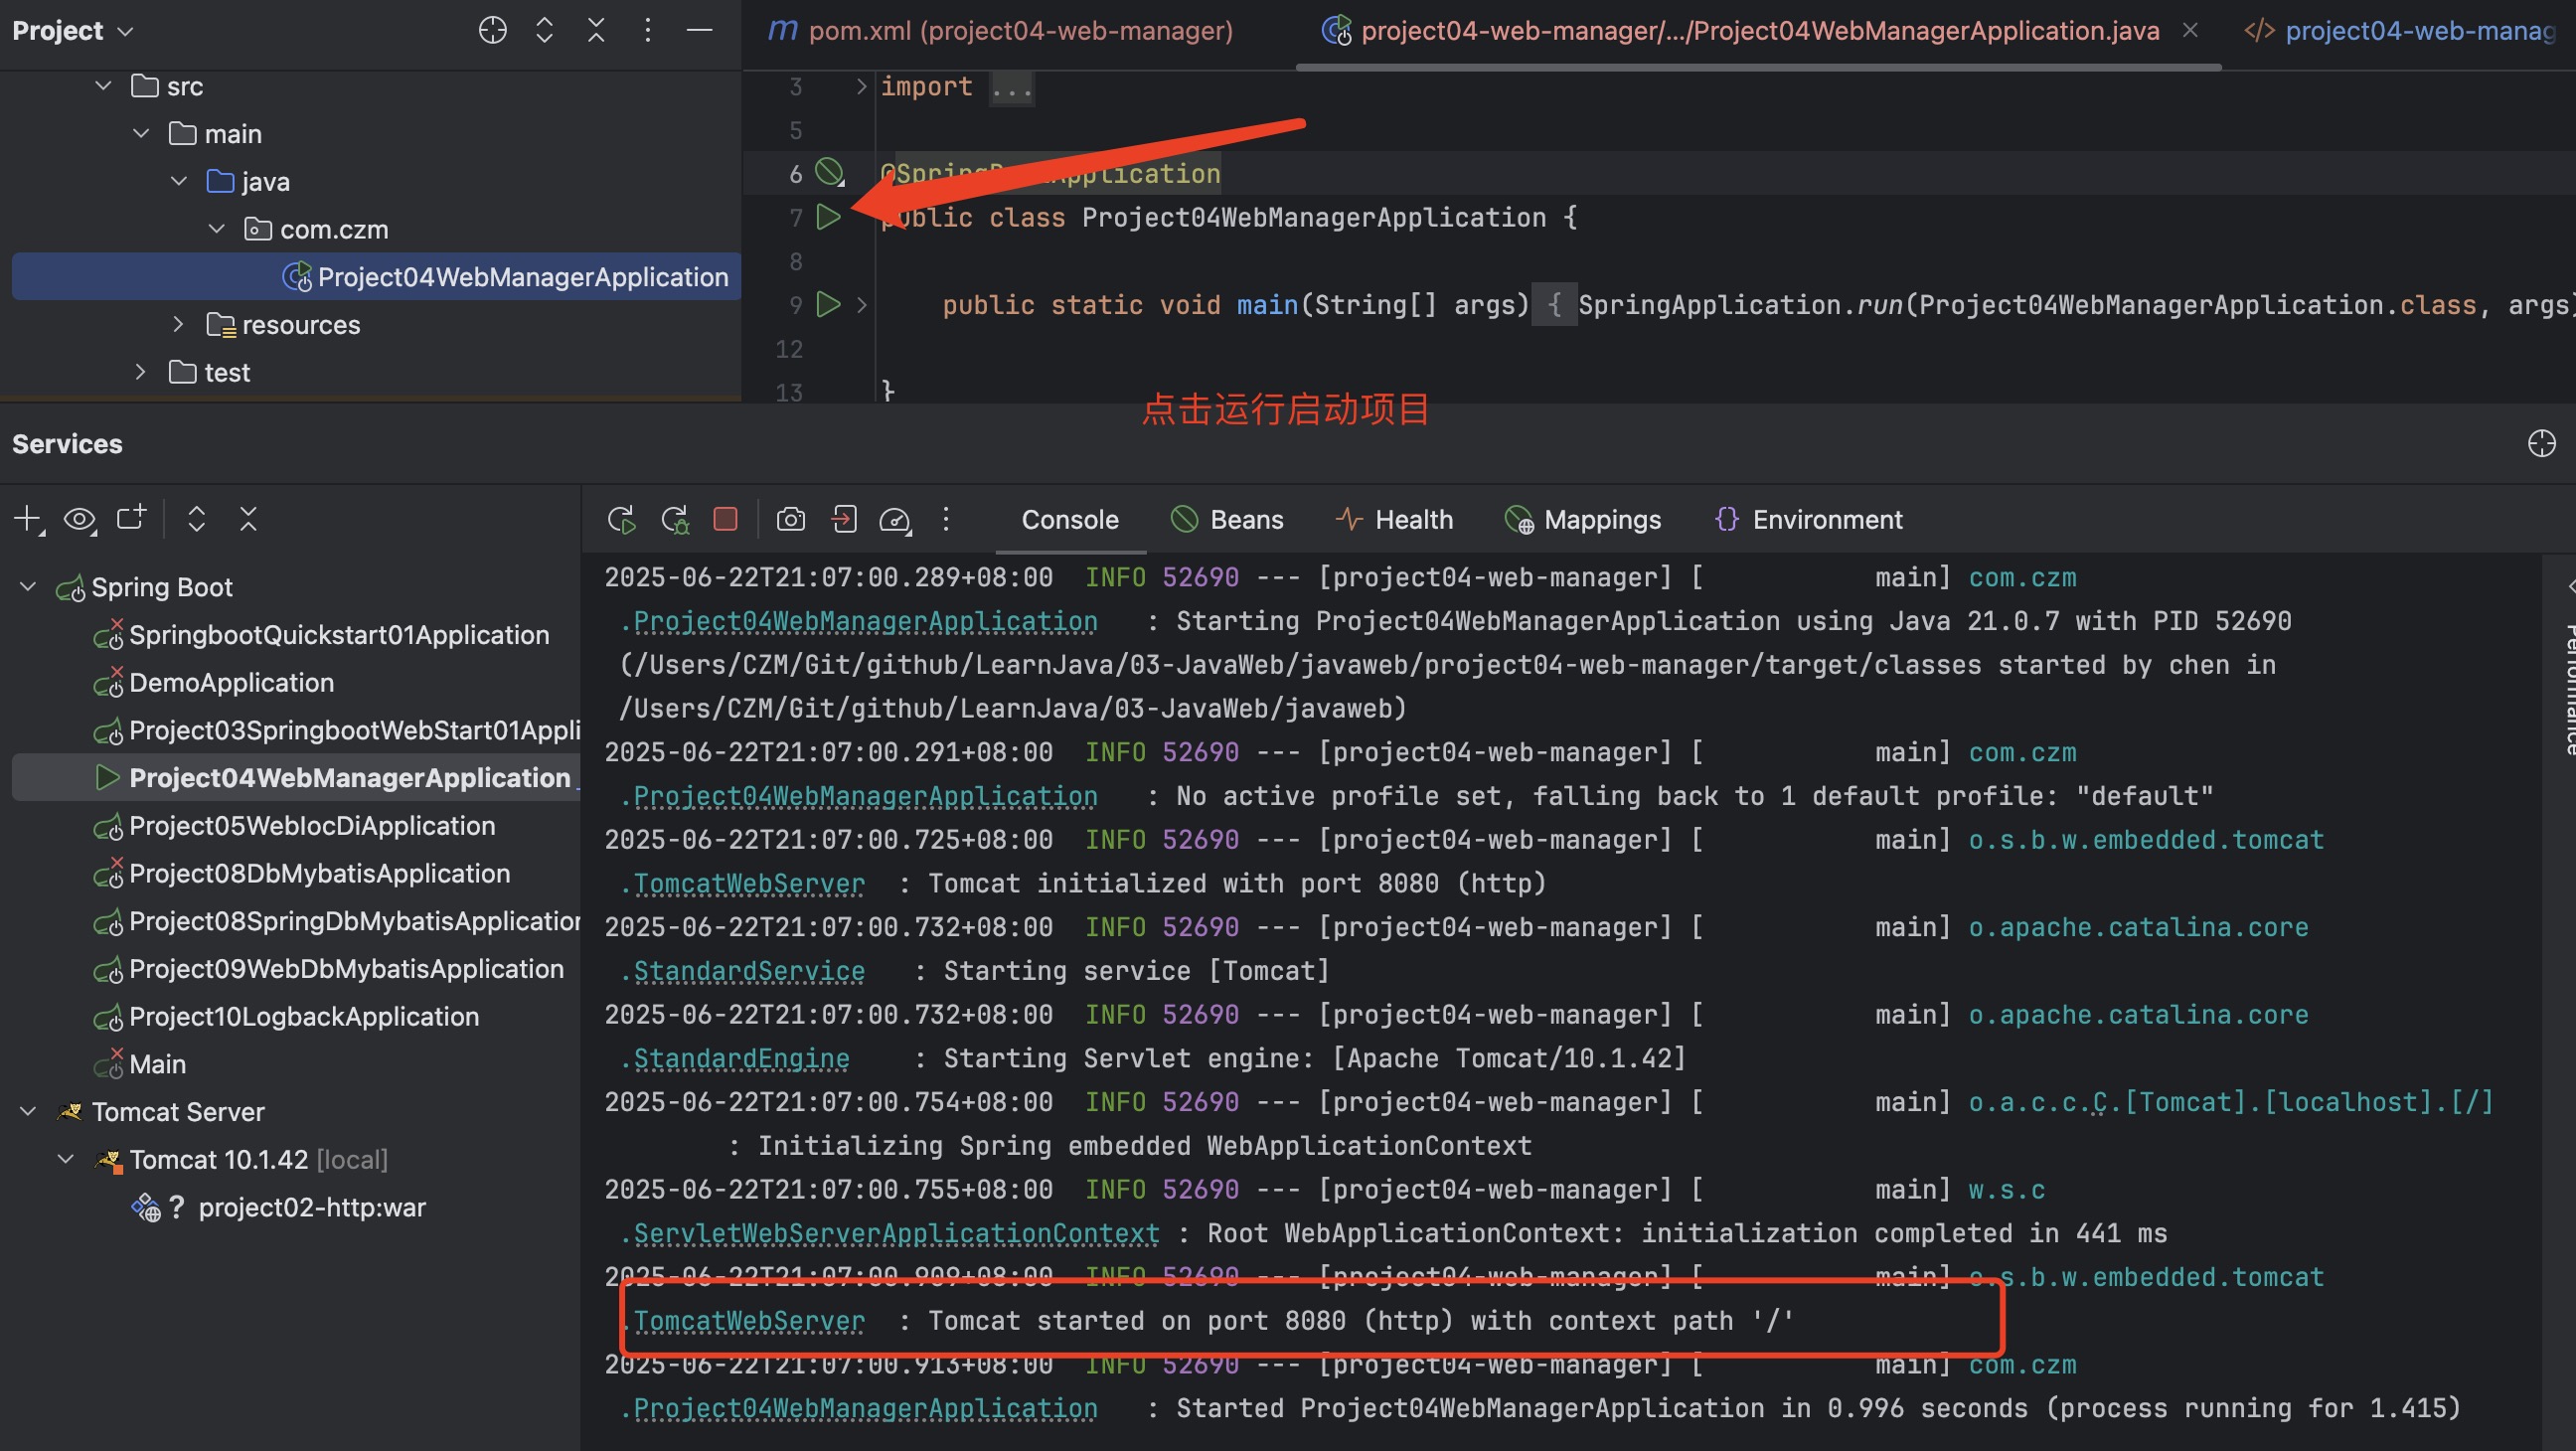 Project
pom.xml (project04-web-manager)
project04-web-manager/.../Project04WebManagerApplication.java
project04-web-manag
src
main
java
com.czm
Project04WebManagerApplication
resources
test
3 import ...
5
6 @SpringBootApplication
7 public class Project04WebManagerApplication {
8
9 public static void main(String[] args) { SpringApplication.run(Project04WebManagerApplication.class, args)
12
13 }
点击运行启动项目
Services
Console Beans Health Mappings Environment
Spring Boot
SpringbootQuickstart01Application
DemoApplication
Project03SpringbootWebStart01Appli
Project04WebManagerApplication
Project05WebIocDiApplication
Project08DbMybatisApplication
Project08SpringDbMybatisApplication
Project09WebDbMybatisApplication
Project10LogbackApplication
Main
Tomcat Server
Tomcat 10.1.42 [local]
? project02-http:war
2025-06-22T21:07:00.289+08:00 INFO 52690 --- [project04-web-manager] [ main] com.czm
.Project04WebManagerApplication : Starting Project04WebManagerApplication using Java 21.0.7 with PID 52690
(/Users/CZM/Git/github/LearnJava/03-JavaWeb/javaweb/project04-web-manager/target/classes started by chen in
/Users/CZM/Git/github/LearnJava/03-JavaWeb/javaweb)
2025-06-22T21:07:00.291+08:00 INFO 52690 --- [project04-web-manager] [ main] com.czm
.Project04WebManagerApplication : No active profile set, falling back to 1 default profile: "default"
2025-06-22T21:07:00.725+08:00 INFO 52690 --- [project04-web-manager] [ main] o.s.b.w.embedded.tomcat
.TomcatWebServer : Tomcat initialized with port 8080 (http)
2025-06-22T21:07:00.732+08:00 INFO 52690 --- [project04-web-manager] [ main] o.apache.catalina.core
.StandardService : Starting service [Tomcat]
2025-06-22T21:07:00.732+08:00 INFO 52690 --- [project04-web-manager] [ main] o.apache.catalina.core
.StandardEngine : Starting Servlet engine: [Apache Tomcat/10.1.42]
2025-06-22T21:07:00.754+08:00 INFO 52690 --- [project04-web-manager] [ main] o.a.c.c.C.[Tomcat].[localhost].[/]
: Initializing Spring embedded WebApplicationContext
2025-06-22T21:07:00.755+08:00 INFO 52690 --- [project04-web-manager] [ main] w.s.c
.ServletWebServerApplicationContext : Root WebApplicationContext: initialization completed in 441 ms
2025-06-22T21:07:00.909+08:00 INFO 52690 --- [project04-web-manager] [ main] o.s.b.w.embedded.tomcat
.TomcatWebServer : Tomcat started on port 8080 (http) with context path '/'
2025-06-22T21:07:00.913+08:00 INFO 52690 --- [project04-web-manager] [ main] com.czm
.Project04WebManagerApplication : Started Project04WebManagerApplication in 0.996 seconds (process running for 1.415)
Performance